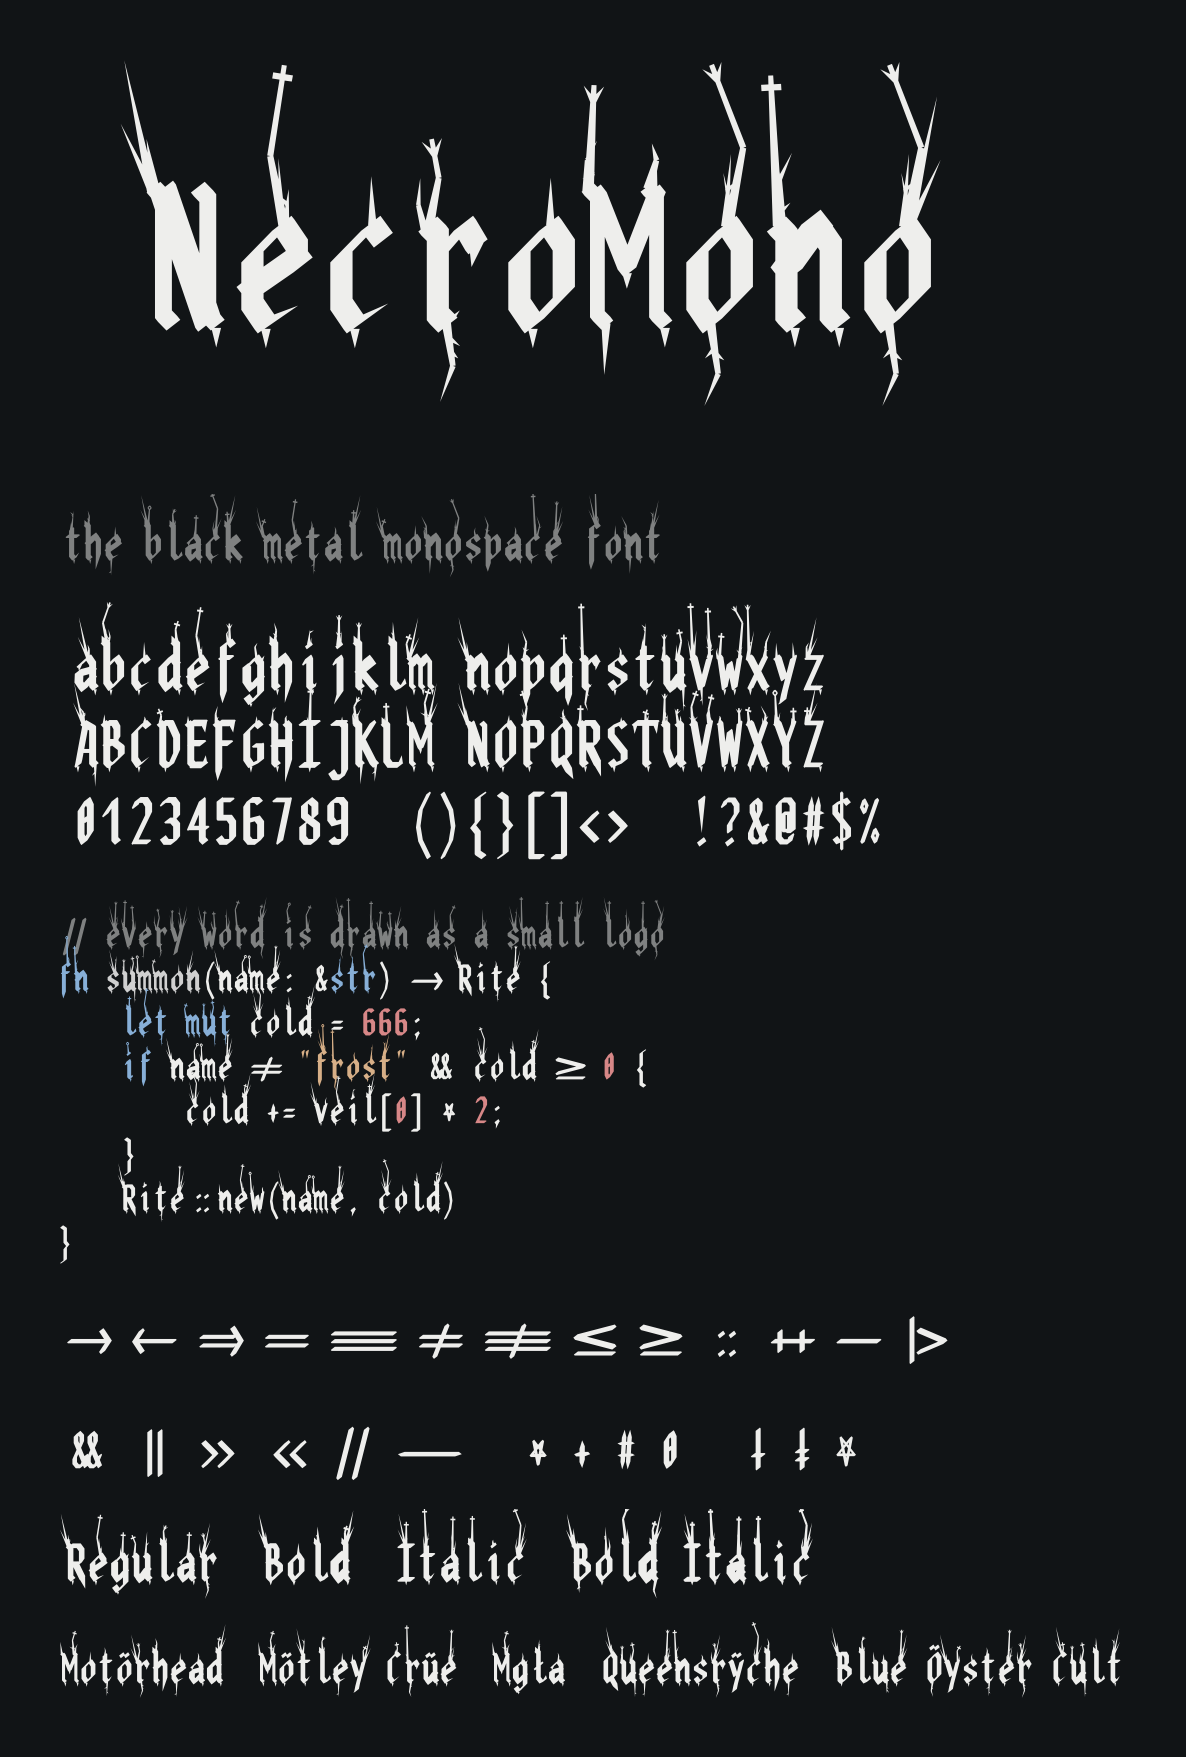 NecroMono
the black metal monospace font
abcdefghijklm nopqrstuvwxyz
ABCDEFGHIJKLM NOPQRSTUVWXYZ
0123456789 (){}[]<> !?&@#$%
// every word is drawn as a small logo
fn summon(name: &str) → Rite {
let mut cold = 666;
if name ≠ "frost" && cold ≥ 0 {
cold += veil[0] * 2;
}
Rite::new(name, cold)
}
→ ← ⇒ == ≡ ≠ ≢ ≤ ≥ :: ++ -- |>
&& || >> << // --- * + # 0 † ‡ ⛧
Regular Bold Italic Bold Italic
Motörhead Mötley Crüe Mgła Queensrÿche Blue Öyster Cult